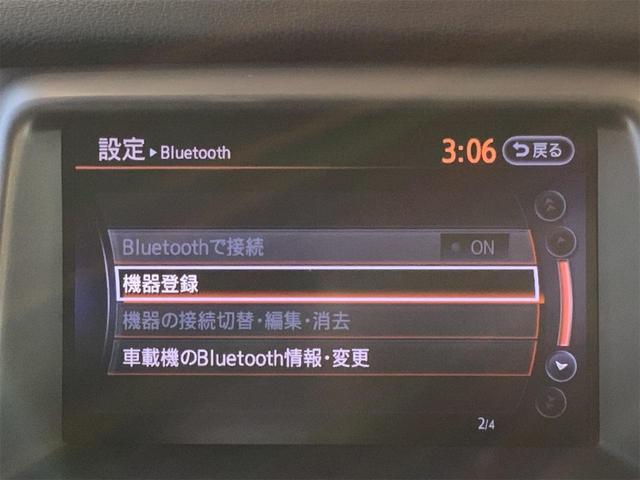 設定▶Bluetooth 3:06 戻る
Bluetoothで接続 ON
機器登録
機器の接続切替･編集･消去
車載機のBluetooth情報･変更
2/4